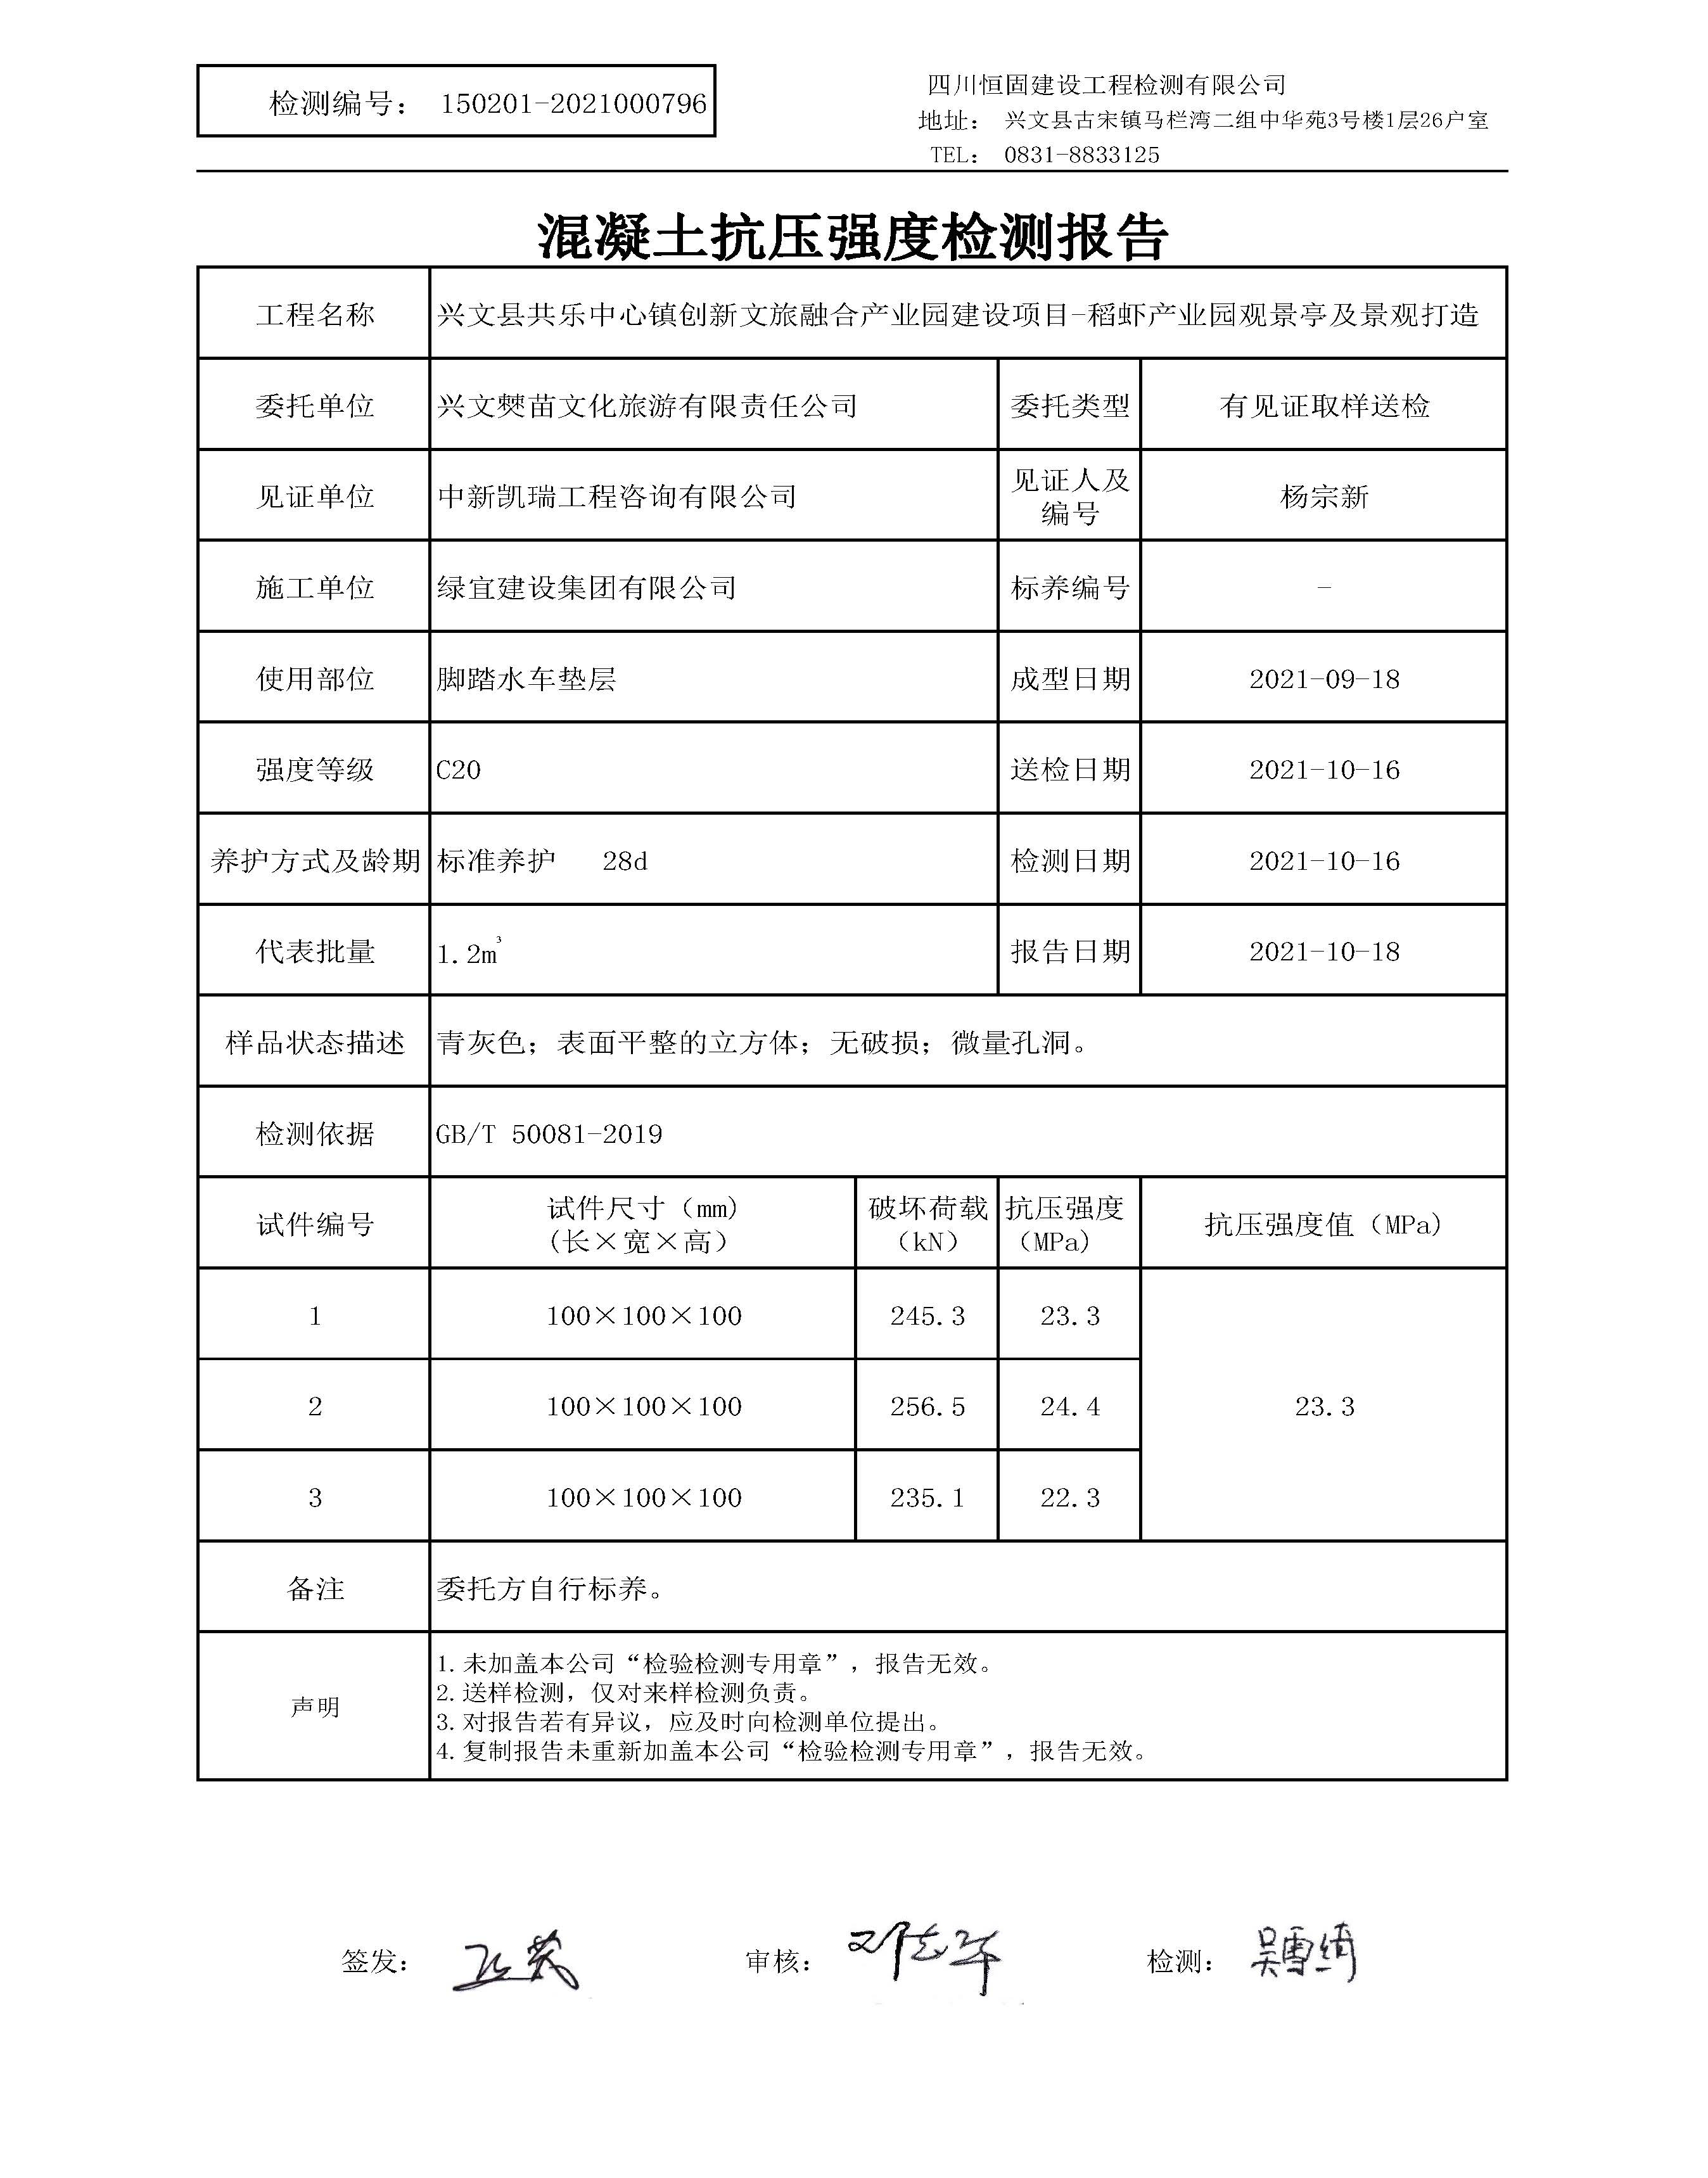 检测编号： 150201-2021000796
四川恒固建设工程检测有限公司
地址： 兴文县古宋镇马栏湾二组中华苑3号楼1层26户室
TEL： 0831-8833125
混凝土抗压强度检测报告
工程名称 兴文县共乐中心镇创新文旅融合产业园建设项目-稻虾产业园观景亭及景观打造
委托单位 兴文僰苗文化旅游有限责任公司 委托类型 有见证取样送检
见证单位 中新凯瑞工程咨询有限公司 见证人及编号 杨宗新
施工单位 绿宜建设集团有限公司 标养编号 -
使用部位 脚踏水车垫层 成型日期 2021-09-18
强度等级 C20 送检日期 2021-10-16
养护方式及龄期 标准养护 28d 检测日期 2021-10-16
代表批量 1.2m³ 报告日期 2021-10-18
样品状态描述 青灰色；表面平整的立方体；无破损；微量孔洞。
检测依据 GB/T 50081-2019
试件编号 试件尺寸（mm）（长×宽×高） 破坏荷载（kN） 抗压强度（MPa） 抗压强度值（MPa）
1 100×100×100 245.3 23.3
2 100×100×100 256.5 24.4 23.3
3 100×100×100 235.1 22.3
备注 委托方自行标养。
声明
1.未加盖本公司“检验检测专用章”，报告无效。
2.送样检测，仅对来样检测负责。
3.对报告若有异议，应及时向检测单位提出。
4.复制报告未重新加盖本公司“检验检测专用章”，报告无效。
签发： 审核： 检测： 吴雪绮